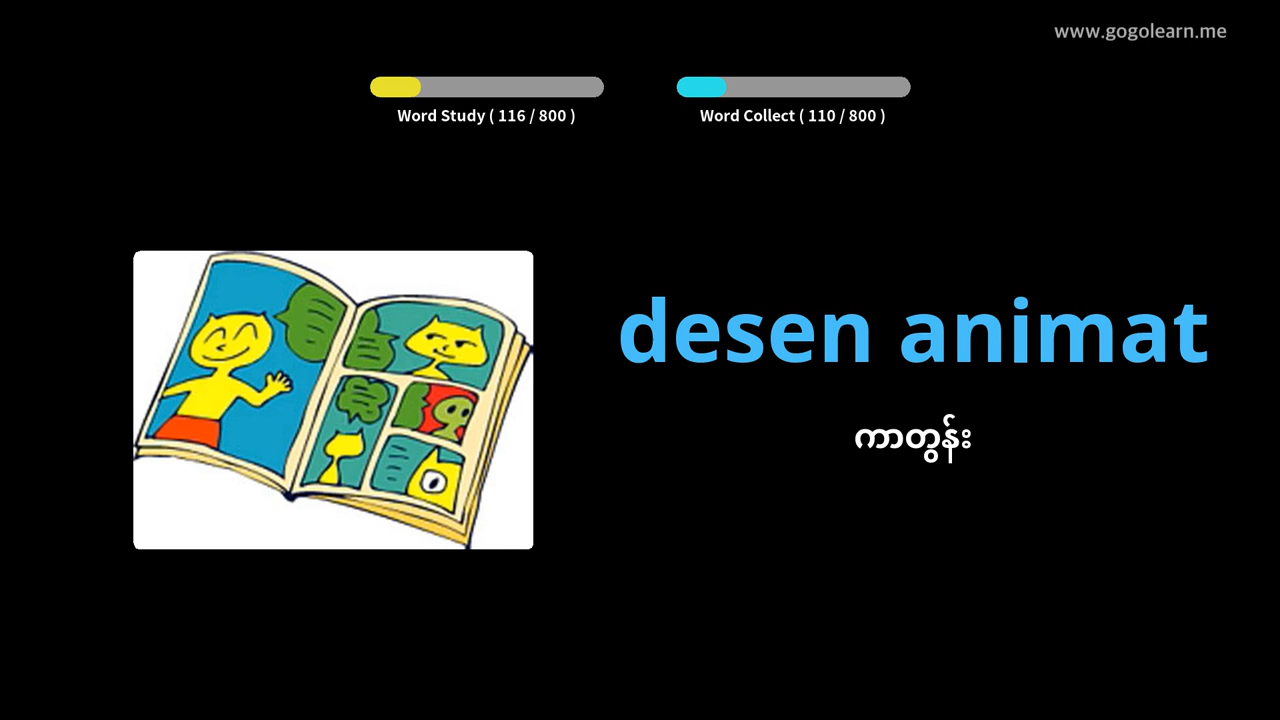 www.gogolearn.me
Word Study ( 116 / 800 )
Word Collect ( 110 / 800 )
desen animat
ကာတွန်း